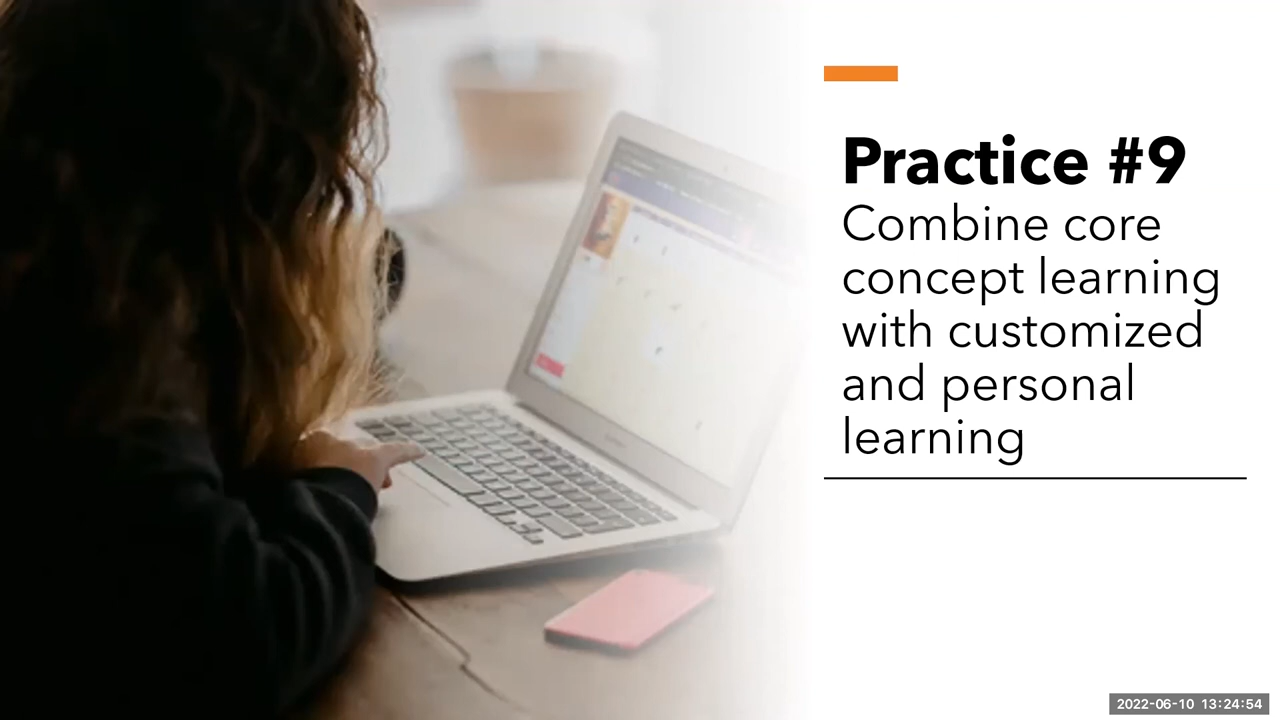 Practice #9
Combine core
concept learning
with customized
and personal
learning
2022-06-10 13:24:54